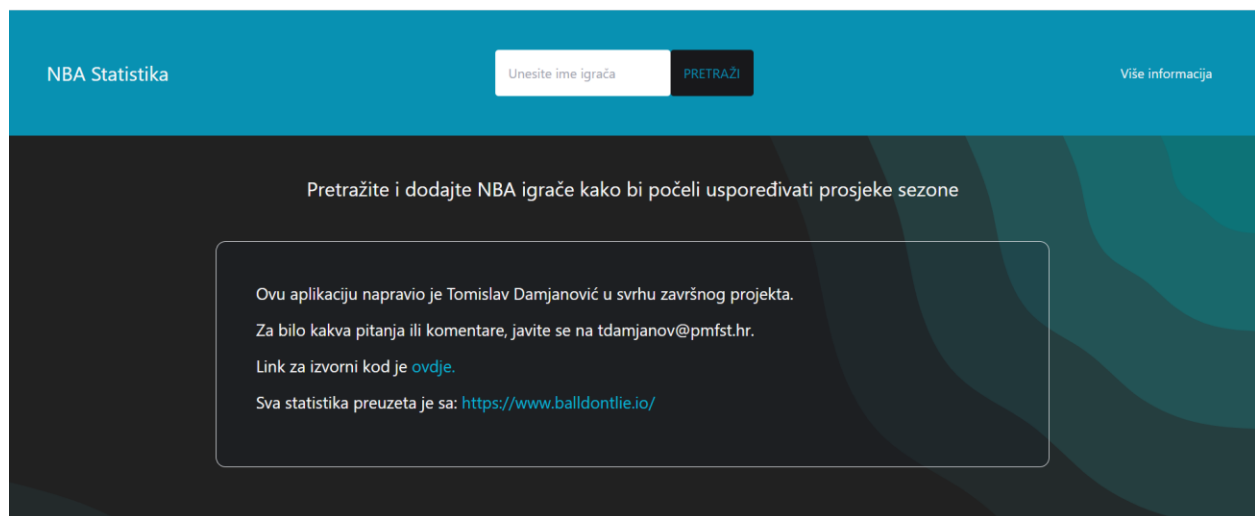 NBA Statistika
Unesite ime igrača
PRETRAŽI
Više informacija
Pretražite i dodajte NBA igrače kako bi počeli uspoređivati prosjeke sezone
Ovu aplikaciju napravio je Tomislav Damjanović u svrhu završnog projekta.
Za bilo kakva pitanja ili komentare, javite se na tdamjanov@pmfst.hr.
Link za izvorni kod je ovdje.
Sva statistika preuzeta je sa: https://www.balldontlie.io/